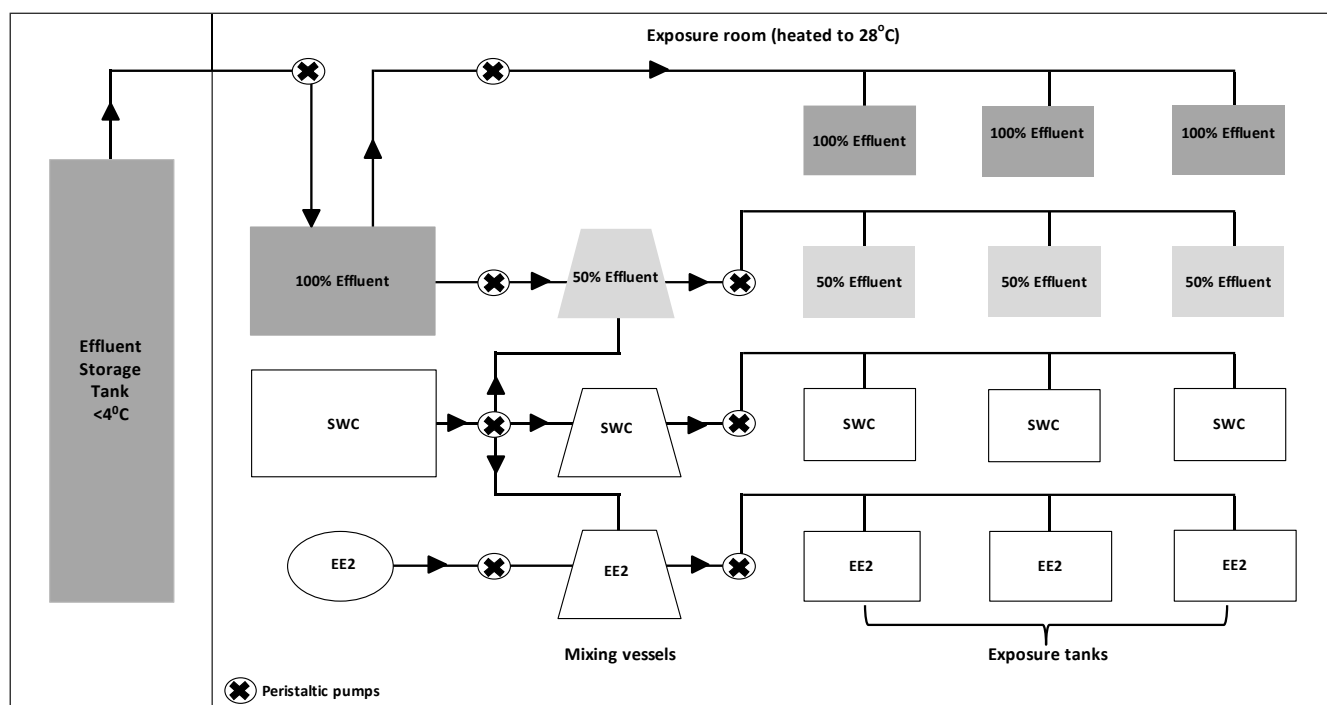 Exposure room (heated to 28°C)
100% Effluent
100% Effluent
100% Effluent
100% Effluent
50% Effluent
50% Effluent
50% Effluent
50% Effluent
Effluent
Storage
Tank
<4⁰C
SWC
SWC
SWC
SWC
SWC
EE2
EE2
EE2
EE2
EE2
Mixing vessels
Exposure tanks
Peristaltic pumps